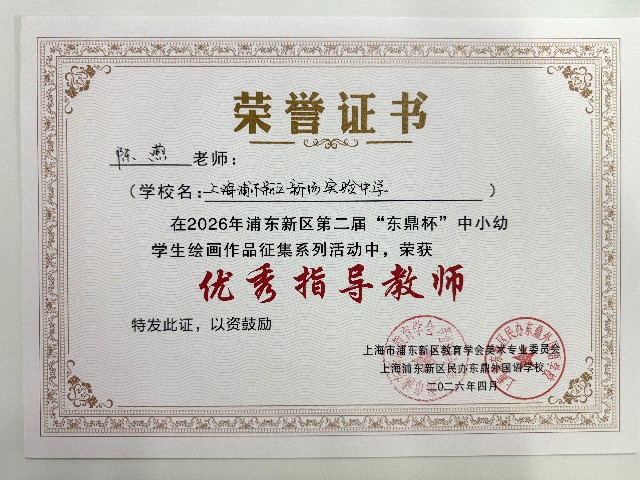 荣誉证书
陈燕 老师：
（学校名：上海浦东新区新场实验中学）
在2026年浦东新区第二届“东鼎杯”中小幼
学生绘画作品征集系列活动中，荣获
优秀指导教师
特发此证，以资鼓励
上海市浦东新区教育学会美术专业委员会
上海浦东新区民办东鼎外国语学校
二〇二六年四月